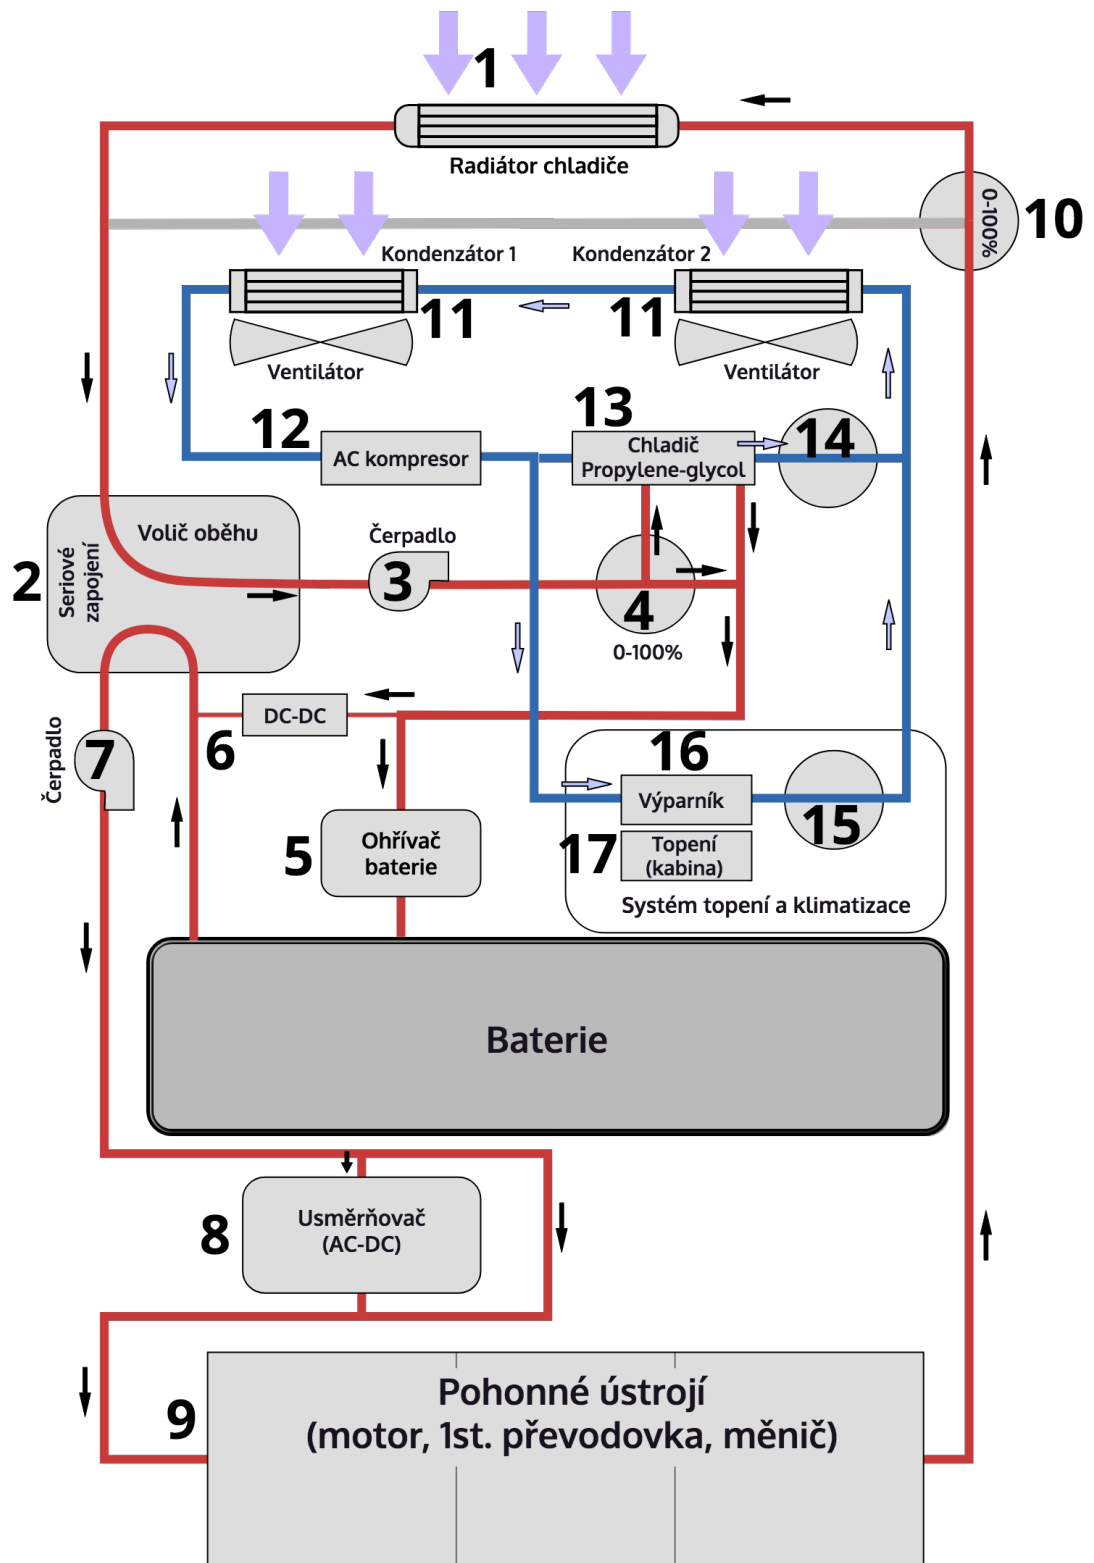 1
Radiátor chladiče
0-100%
10
Kondenzátor 1
Kondenzátor 2
11
11
Ventilátor
Ventilátor
12
AC kompresor
13
Chladič
Propylene-glycol
14
2
Seriové
zapojení
Volič oběhu
Čerpadlo
3
4
0-100%
DC-DC
6
Čerpadlo
7
16
Výparník
15
5
Ohřívač
baterie
17
Topení
(kabina)
Systém topení a klimatizace
Baterie
8
Usměrňovač
(AC-DC)
9
Pohonné ústrojí
(motor, 1st. převodovka, měnič)